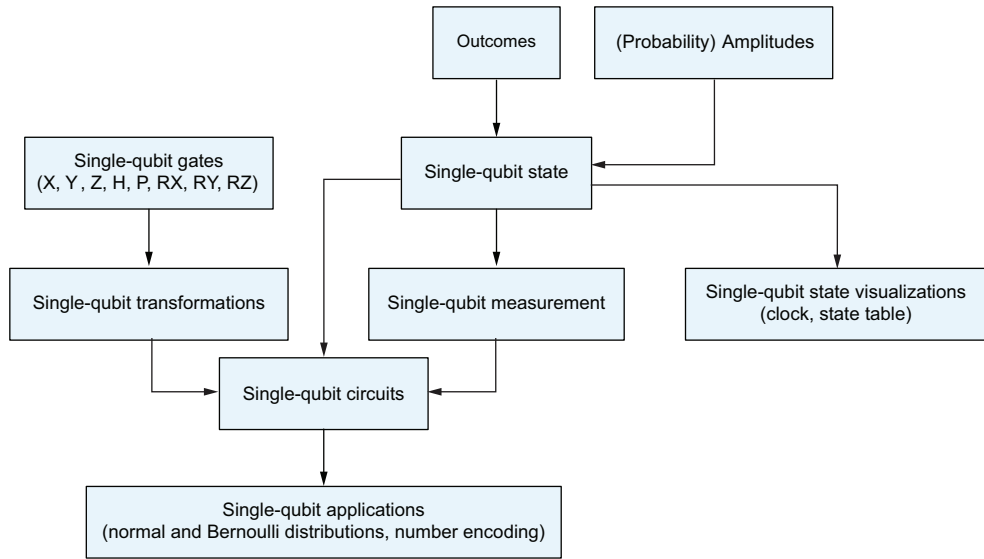 Outcomes
(Probability) Amplitudes
Single-qubit gates
(X, Y , Z, H, P, RX, RY, RZ)
Single-qubit state
Single-qubit transformations
Single-qubit measurement
Single-qubit state visualizations
(clock, state table)
Single-qubit circuits
Single-qubit applications
(normal and Bernoulli distributions, number encoding)